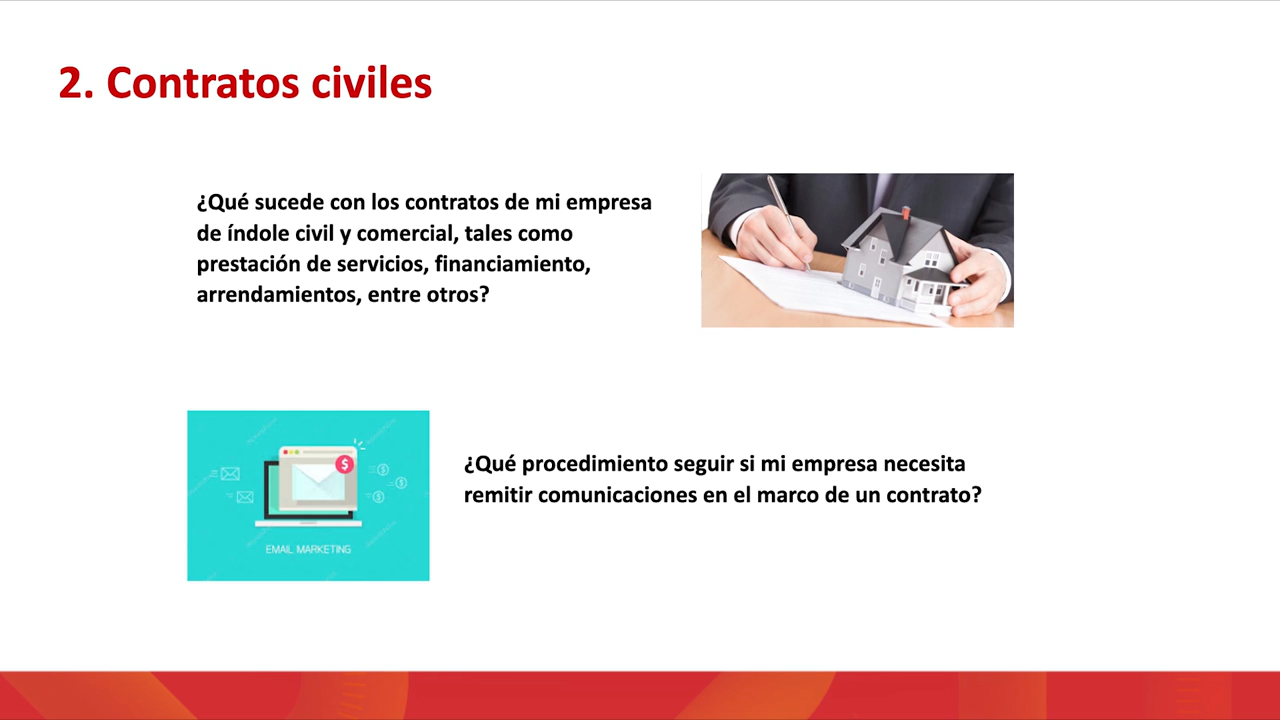 2. Contratos civiles
¿Qué sucede con los contratos de mi empresa
de índole civil y comercial, tales como
prestación de servicios, financiamiento,
arrendamientos, entre otros?
¿Qué procedimiento seguir si mi empresa necesita
remitir comunicaciones en el marco de un contrato?
EMAIL MARKETING